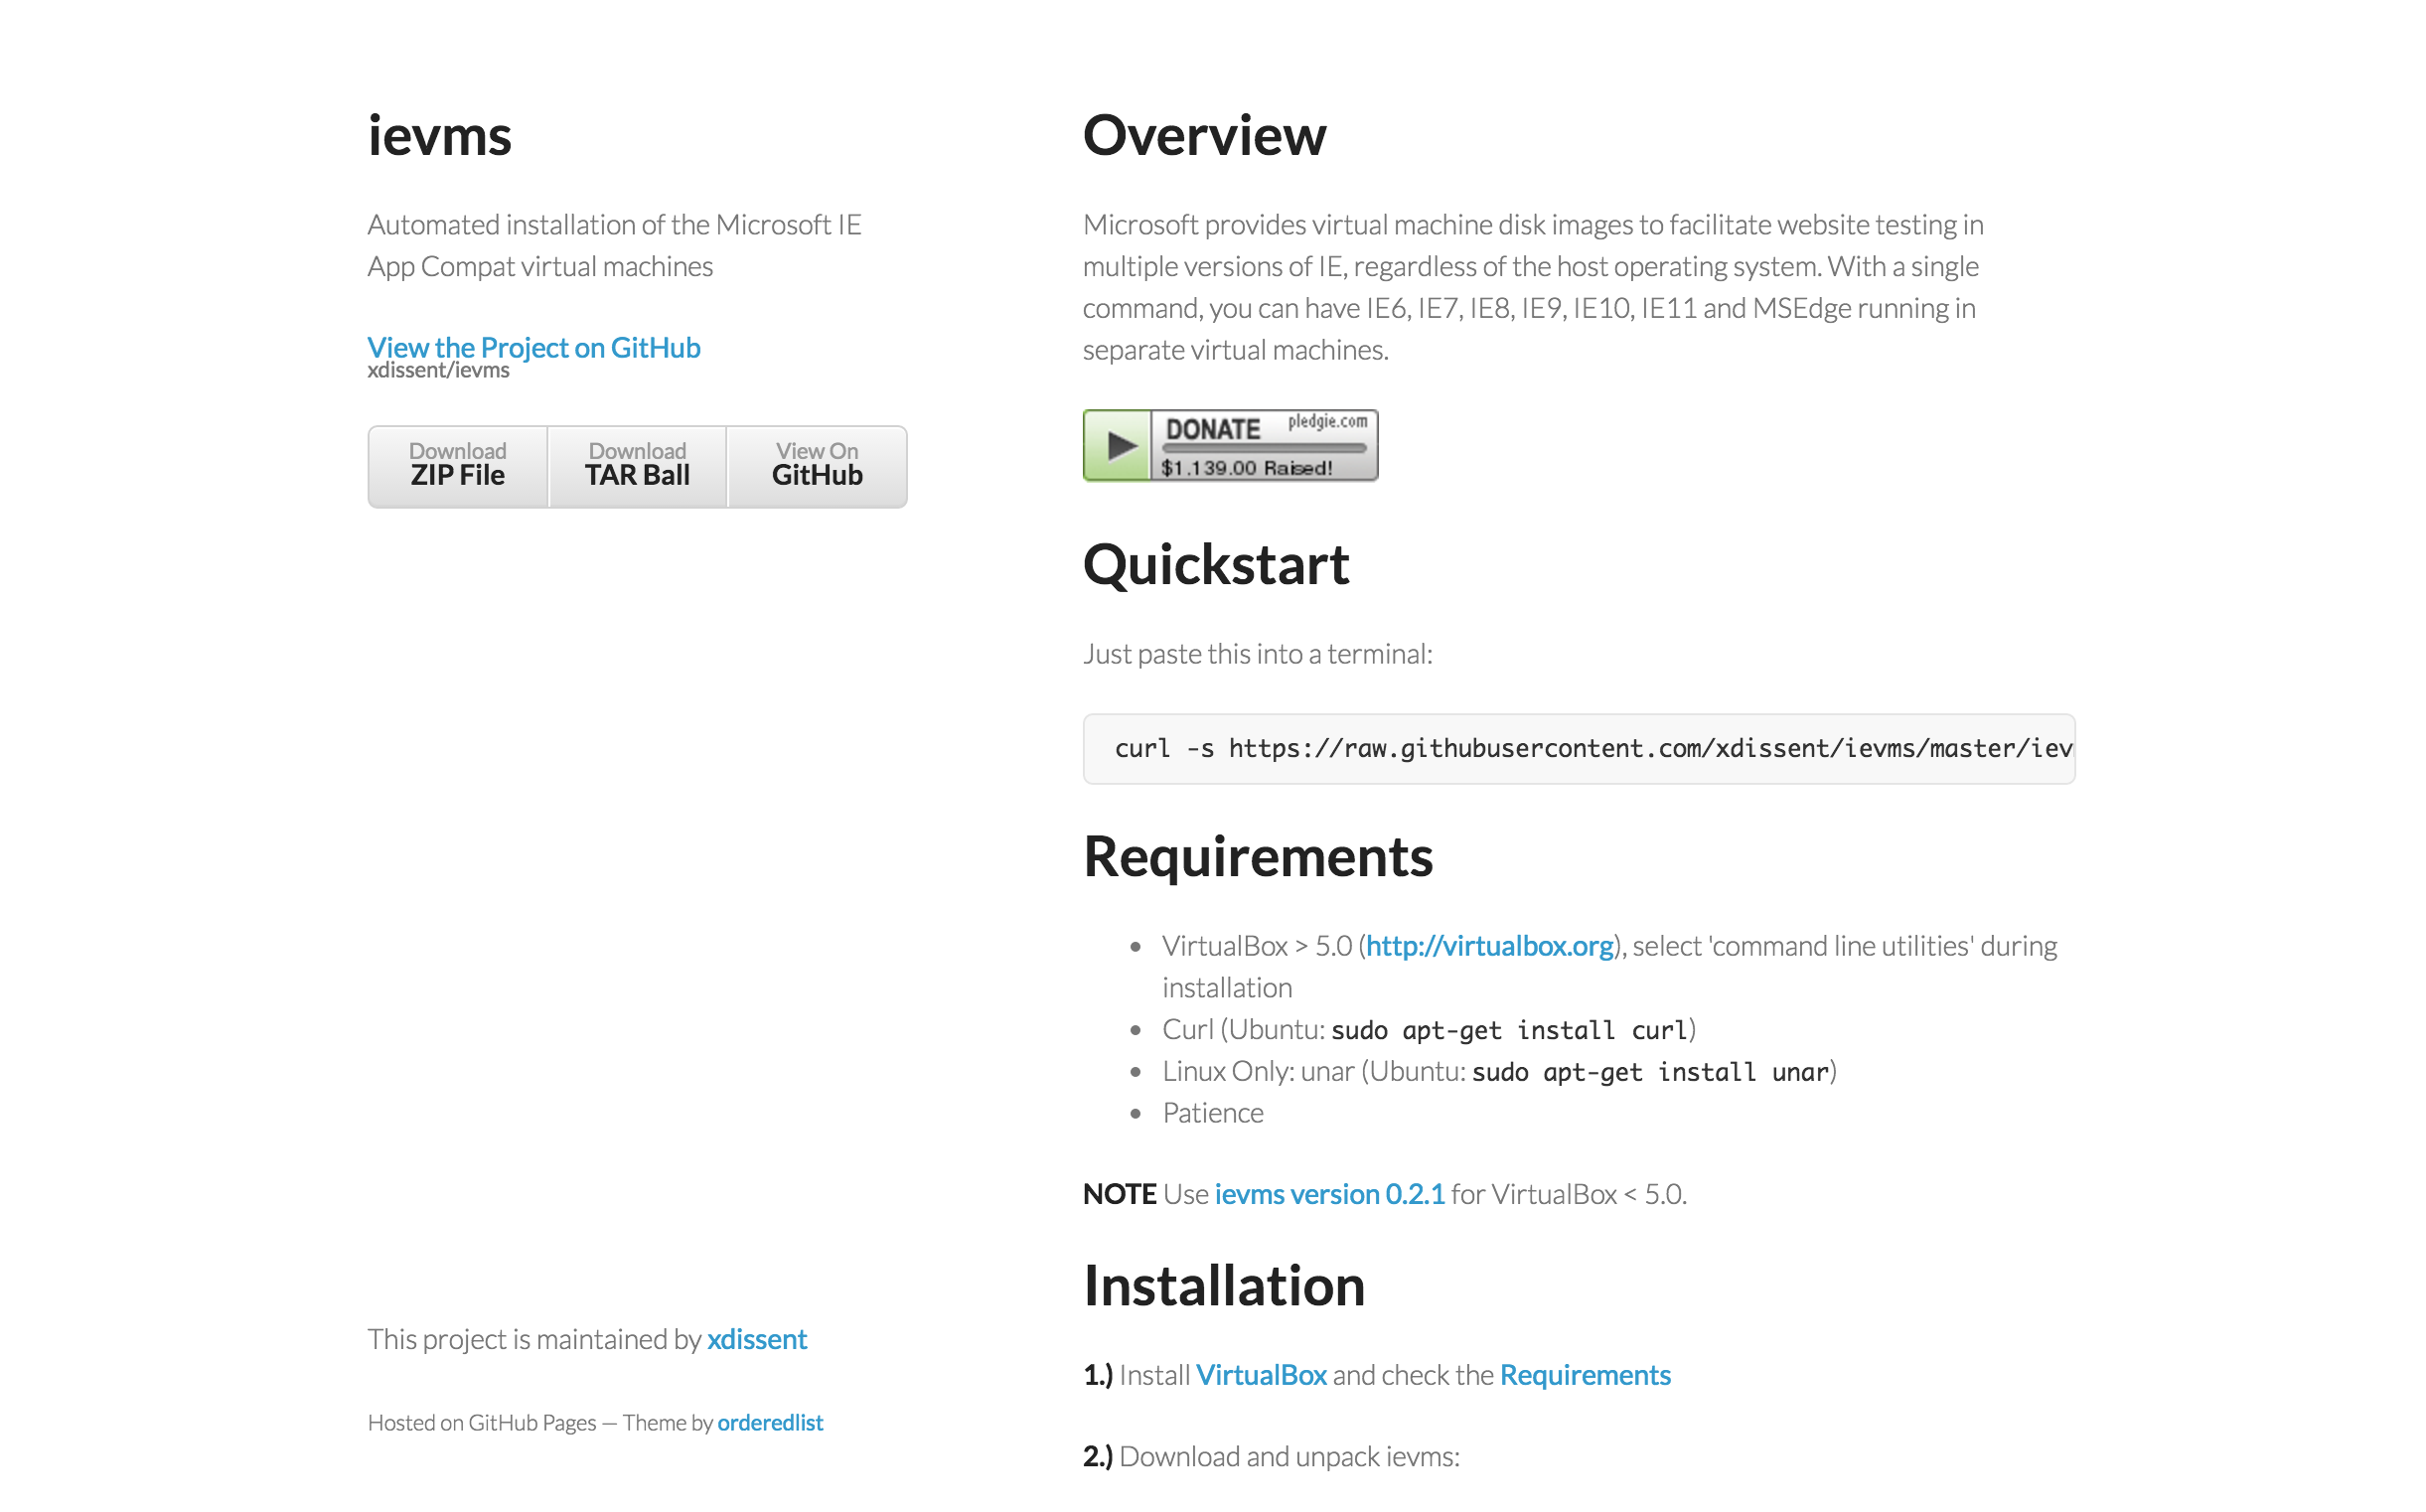 ievms
Automated installation of the Microsoft IE
App Compat virtual machines
View the Project on GitHub
xdissent/ievms
Download
ZIP File
Download
TAR Ball
View On
GitHub
This project is maintained by xdissent
Hosted on GitHub Pages — Theme by orderedlist
Overview
Microsoft provides virtual machine disk images to facilitate website testing in
multiple versions of IE, regardless of the host operating system. With a single
command, you can have IE6, IE7, IE8, IE9, IE10, IE11 and MSEdge running in
separate virtual machines.
DONATE pledgie.com
$1,139.00 Raised!
Quickstart
Just paste this into a terminal:
curl -s https://raw.githubusercontent.com/xdissent/ievms/master/iev
Requirements
• VirtualBox > 5.0 (http://virtualbox.org), select 'command line utilities' during
installation
• Curl (Ubuntu: sudo apt-get install curl)
• Linux Only: unar (Ubuntu: sudo apt-get install unar)
• Patience
NOTE Use ievms version 0.2.1 for VirtualBox < 5.0.
Installation
1.) Install VirtualBox and check the Requirements
2.) Download and unpack ievms: